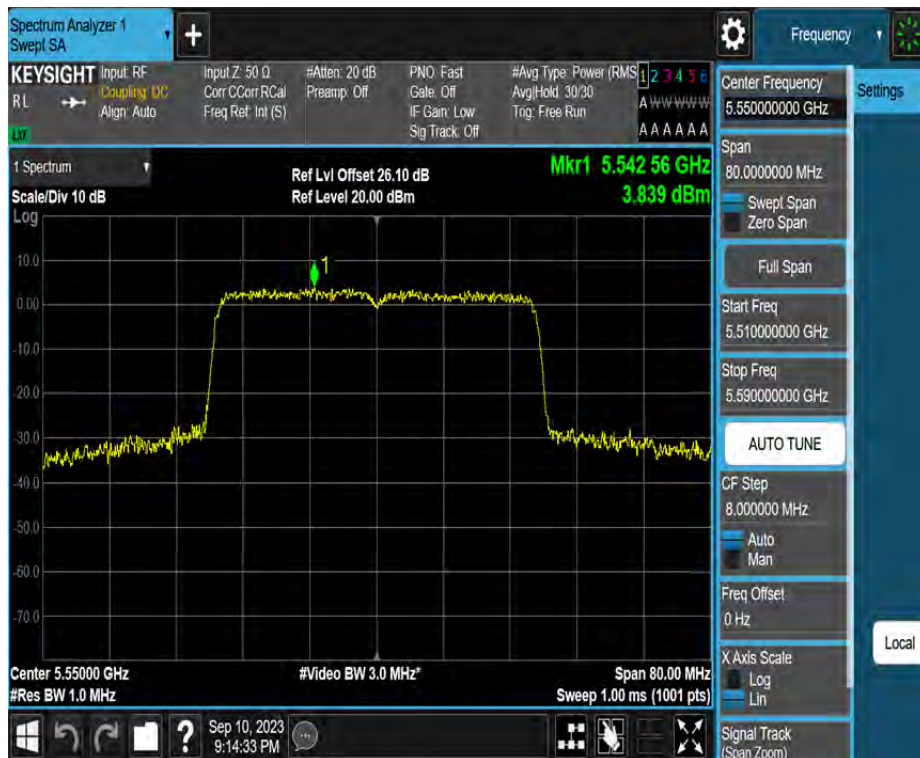 Spectrum Analyzer 1
Swept SA
Frequency
KEYSIGHT
RL
LXI
Input: RF
Coupling: DC
Align: Auto
Input Z: 50 Ω
Corr CCorr RCal
Freq Ref: Int (S)
#Atten: 20 dB
Preamp: Off
PNO: Fast
Gate: Off
IF Gain: Low
Sig Track: Off
#Avg Type: Power (RMS
Avg|Hold: 30/30
Trig: Free Run
1 2 3 4 5 6
A W W W W W
A A A A A A
1 Spectrum
Scale/Div 10 dB
Log
Ref Lvl Offset 26.10 dB
Ref Level 20.00 dBm
Mkr1 5.542 56 GHz
3.839 dBm
1
10.0
0.00
-10.0
-20.0
-30.0
-40.0
-50.0
-60.0
-70.0
Center 5.55000 GHz
#Res BW 1.0 MHz
#Video BW 3.0 MHz*
Span 80.00 MHz
Sweep 1.00 ms (1001 pts)
Center Frequency
5.550000000 GHz
Settings
Span
80.0000000 MHz
Swept Span
Zero Span
Full Span
Start Freq
5.510000000 GHz
Stop Freq
5.590000000 GHz
AUTO TUNE
CF Step
8.000000 MHz
Auto
Man
Freq Offset
0 Hz
X Axis Scale
Log
Lin
Signal Track
(Span Zoom)
Local
?
Sep 10, 2023
9:14:33 PM